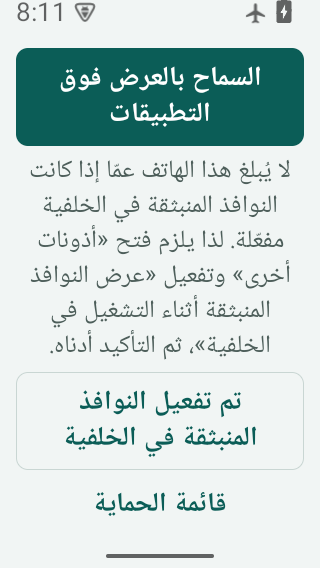 8:11
السماح بالعرض فوق
التطبيقات
لا يُبلغ هذا الهاتف عمّا إذا كانت
النوافذ المنبثقة في الخلفية
مفعّلة. لذا يلزم فتح «أذونات
أخرى» وتفعيل «عرض النوافذ
المنبثقة أثناء التشغيل في
الخلفية»، ثم التأكيد أدناه.
تم تفعيل النوافذ
المنبثقة في الخلفية
قائمة الحماية